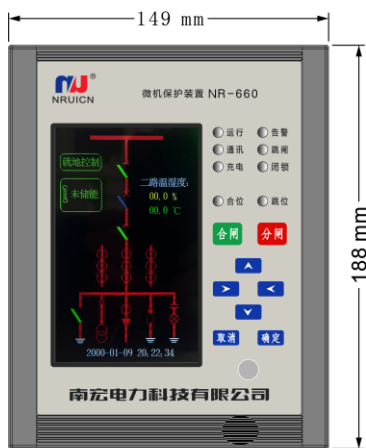 149 mm
NR®
NRUICN
微机保护装置 NR-660
运行 告警
通讯 跳闸
充电 闭锁
合位 跳位
就地控制
未储能
二路温湿度:
00.0 %
00.0 ℃
合闸 分闸
取消 确定
2000-01-09 20;22;34
南宏电力科技有限公司
188 mm